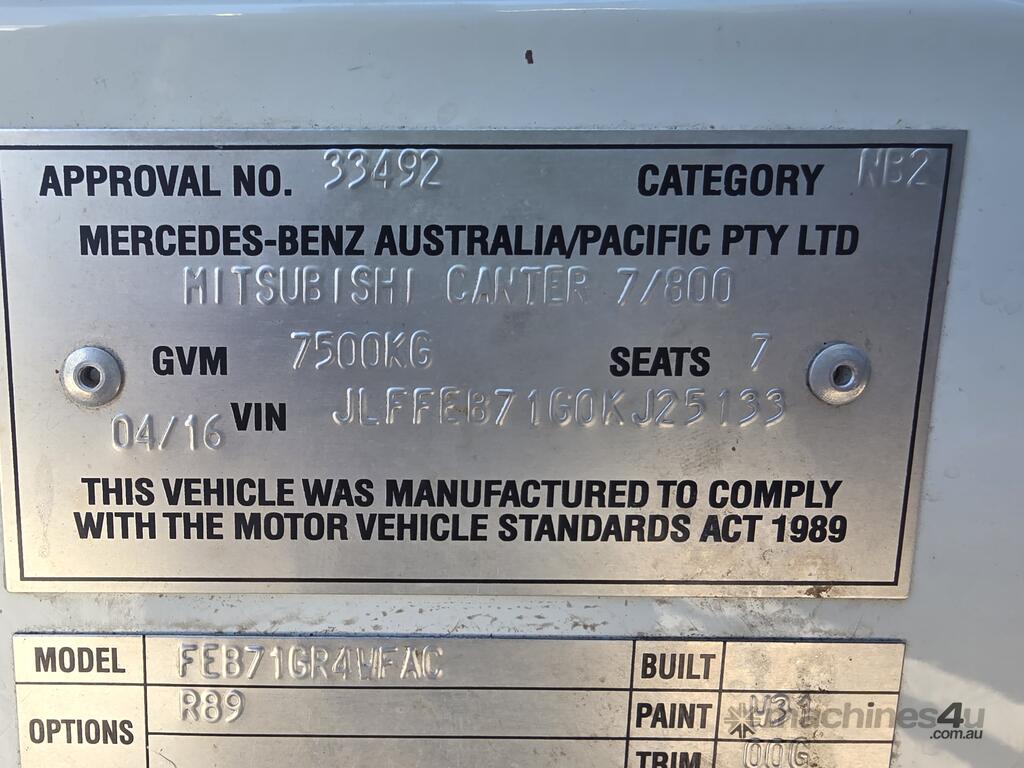 APPROVAL NO. 33492 CATEGORY NB2
MERCEDES-BENZ AUSTRALIA/PACIFIC PTY LTD
MITSUBISHI CANTER 7/800
GVM 7500KG SEATS 7
04/16 VIN JLFFEB71G0KJ25133
THIS VEHICLE WAS MANUFACTURED TO COMPLY
WITH THE MOTOR VEHICLE STANDARDS ACT 1989
MODEL FEB71GR4WFAC BUILT
OPTIONS R89 PAINT W31
TRIM 00G
machines4u
.com.au